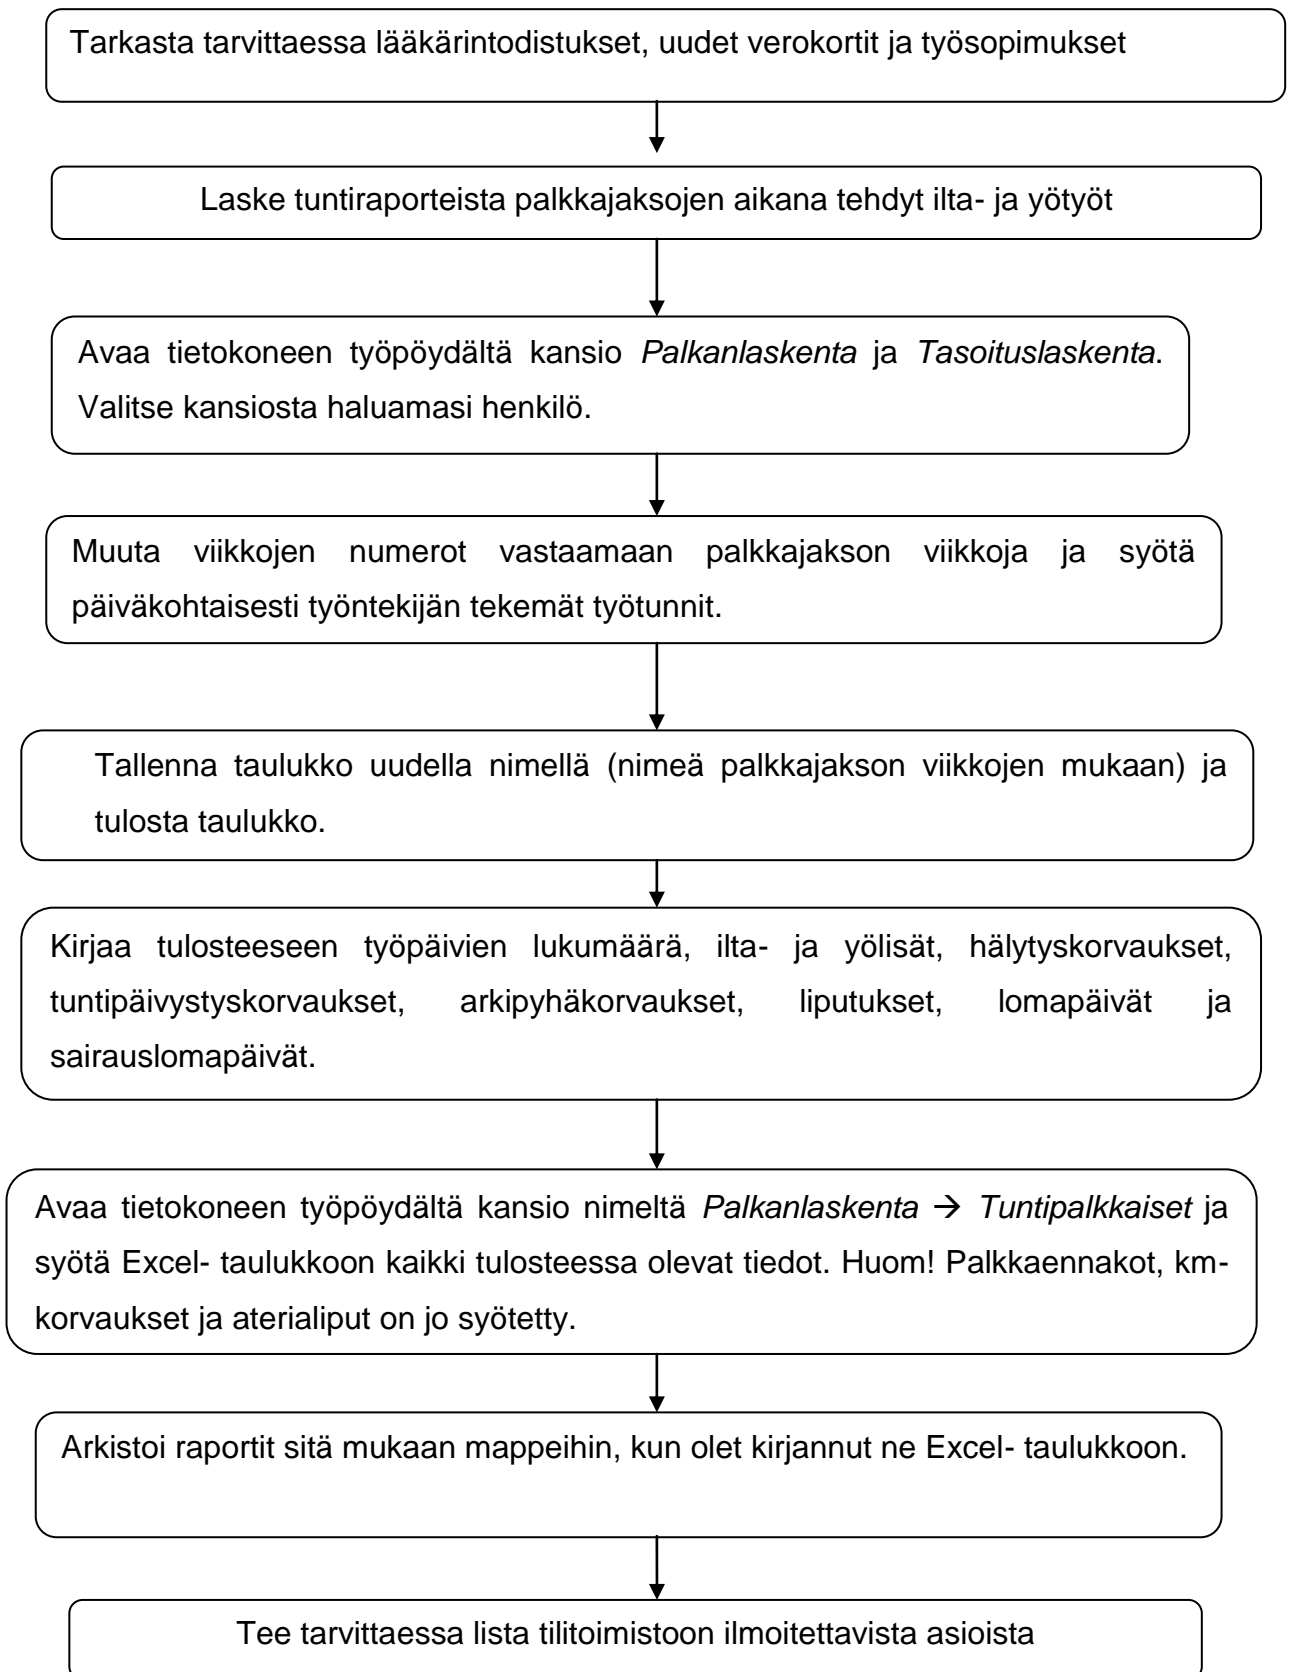 Tarkasta tarvittaessa lääkärintodistukset, uudet verokortit ja työsopimukset
Laske tuntiraporteista palkkajaksojen aikana tehdyt ilta- ja yötyöt
Avaa tietokoneen työpöydältä kansio Palkanlaskenta ja Tasoituslaskenta.
Valitse kansiosta haluamasi henkilö.
Muuta viikkojen numerot vastaamaan palkkajakson viikkoja ja syötä
päiväkohtaisesti työntekijän tekemät työtunnit.
Tallenna taulukko uudella nimellä (nimeä palkkajakson viikkojen mukaan) ja
tulosta taulukko.
Kirjaa tulosteeseen työpäivien lukumäärä, ilta- ja yölisät, hälytyskorvaukset,
tuntipäivystyskorvaukset, arkipyhäkorvaukset, liputukset, lomapäivät ja
sairauslomapäivät.
Avaa tietokoneen työpöydältä kansio nimeltä Palkanlaskenta → Tuntipalkkaiset ja
syötä Excel- taulukkoon kaikki tulosteessa olevat tiedot. Huom! Palkkaennakot, km-
korvaukset ja aterialiput on jo syötetty.
Arkistoi raportit sitä mukaan mappeihin, kun olet kirjannut ne Excel- taulukkoon.
Tee tarvittaessa lista tilitoimistoon ilmoitettavista asioista